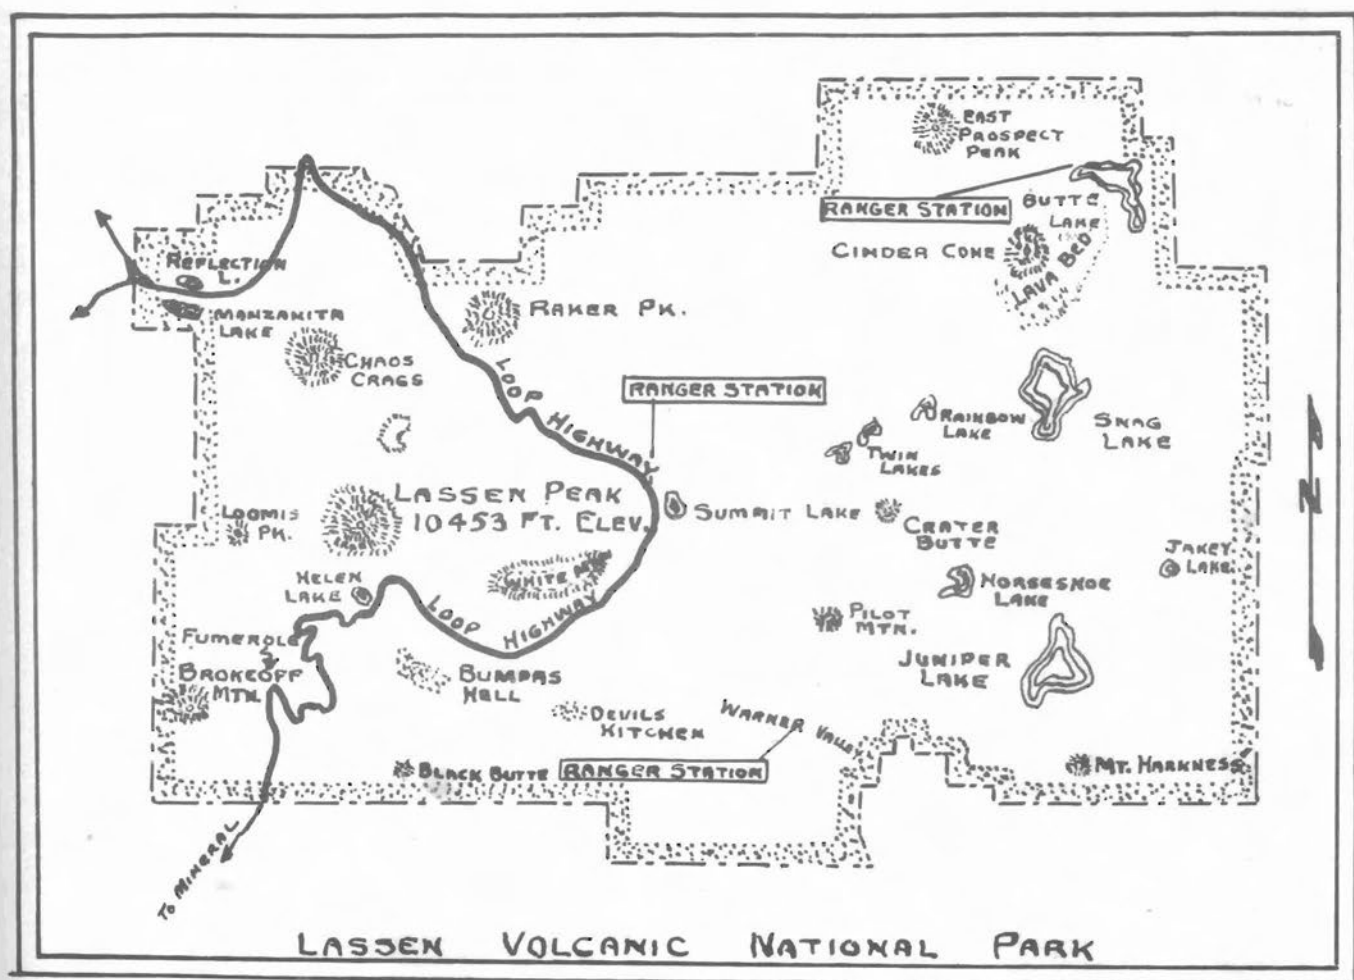 EAST
PROSPECT
PEAK
RANGER STATION
BUTTE
LAKE
CINDER CONE
LAVA BED
REFLECTION
L.
MANZANITA
LAKE
RAKER PK.
CHAOS
CRAGS
LOOP HIGHWAY
RANGER STATION
RAINBOW
LAKE
SNAG
LAKE
TWIN
LAKES
LASSEN PEAK
10453 FT. ELEV.
LOOMIS
PK.
SUMMIT LAKE
CRATER
BUTTE
JAKEY
LAKE
N
HELEN
LAKE
WHITE MTN
HORSESHOE
LAKE
LOOP HIGHWAY
PILOT
MTN.
FUMEROLE
BROKEOFF
MTN.
BUMPAS
HELL
JUNIPER
LAKE
DEVILS
KITCHEN
WARNER VALLEY
BLACK BUTTE
RANGER STATION
MT. HARKNESS
TO MINERAL
LASSEN VOLCANIC NATIONAL PARK